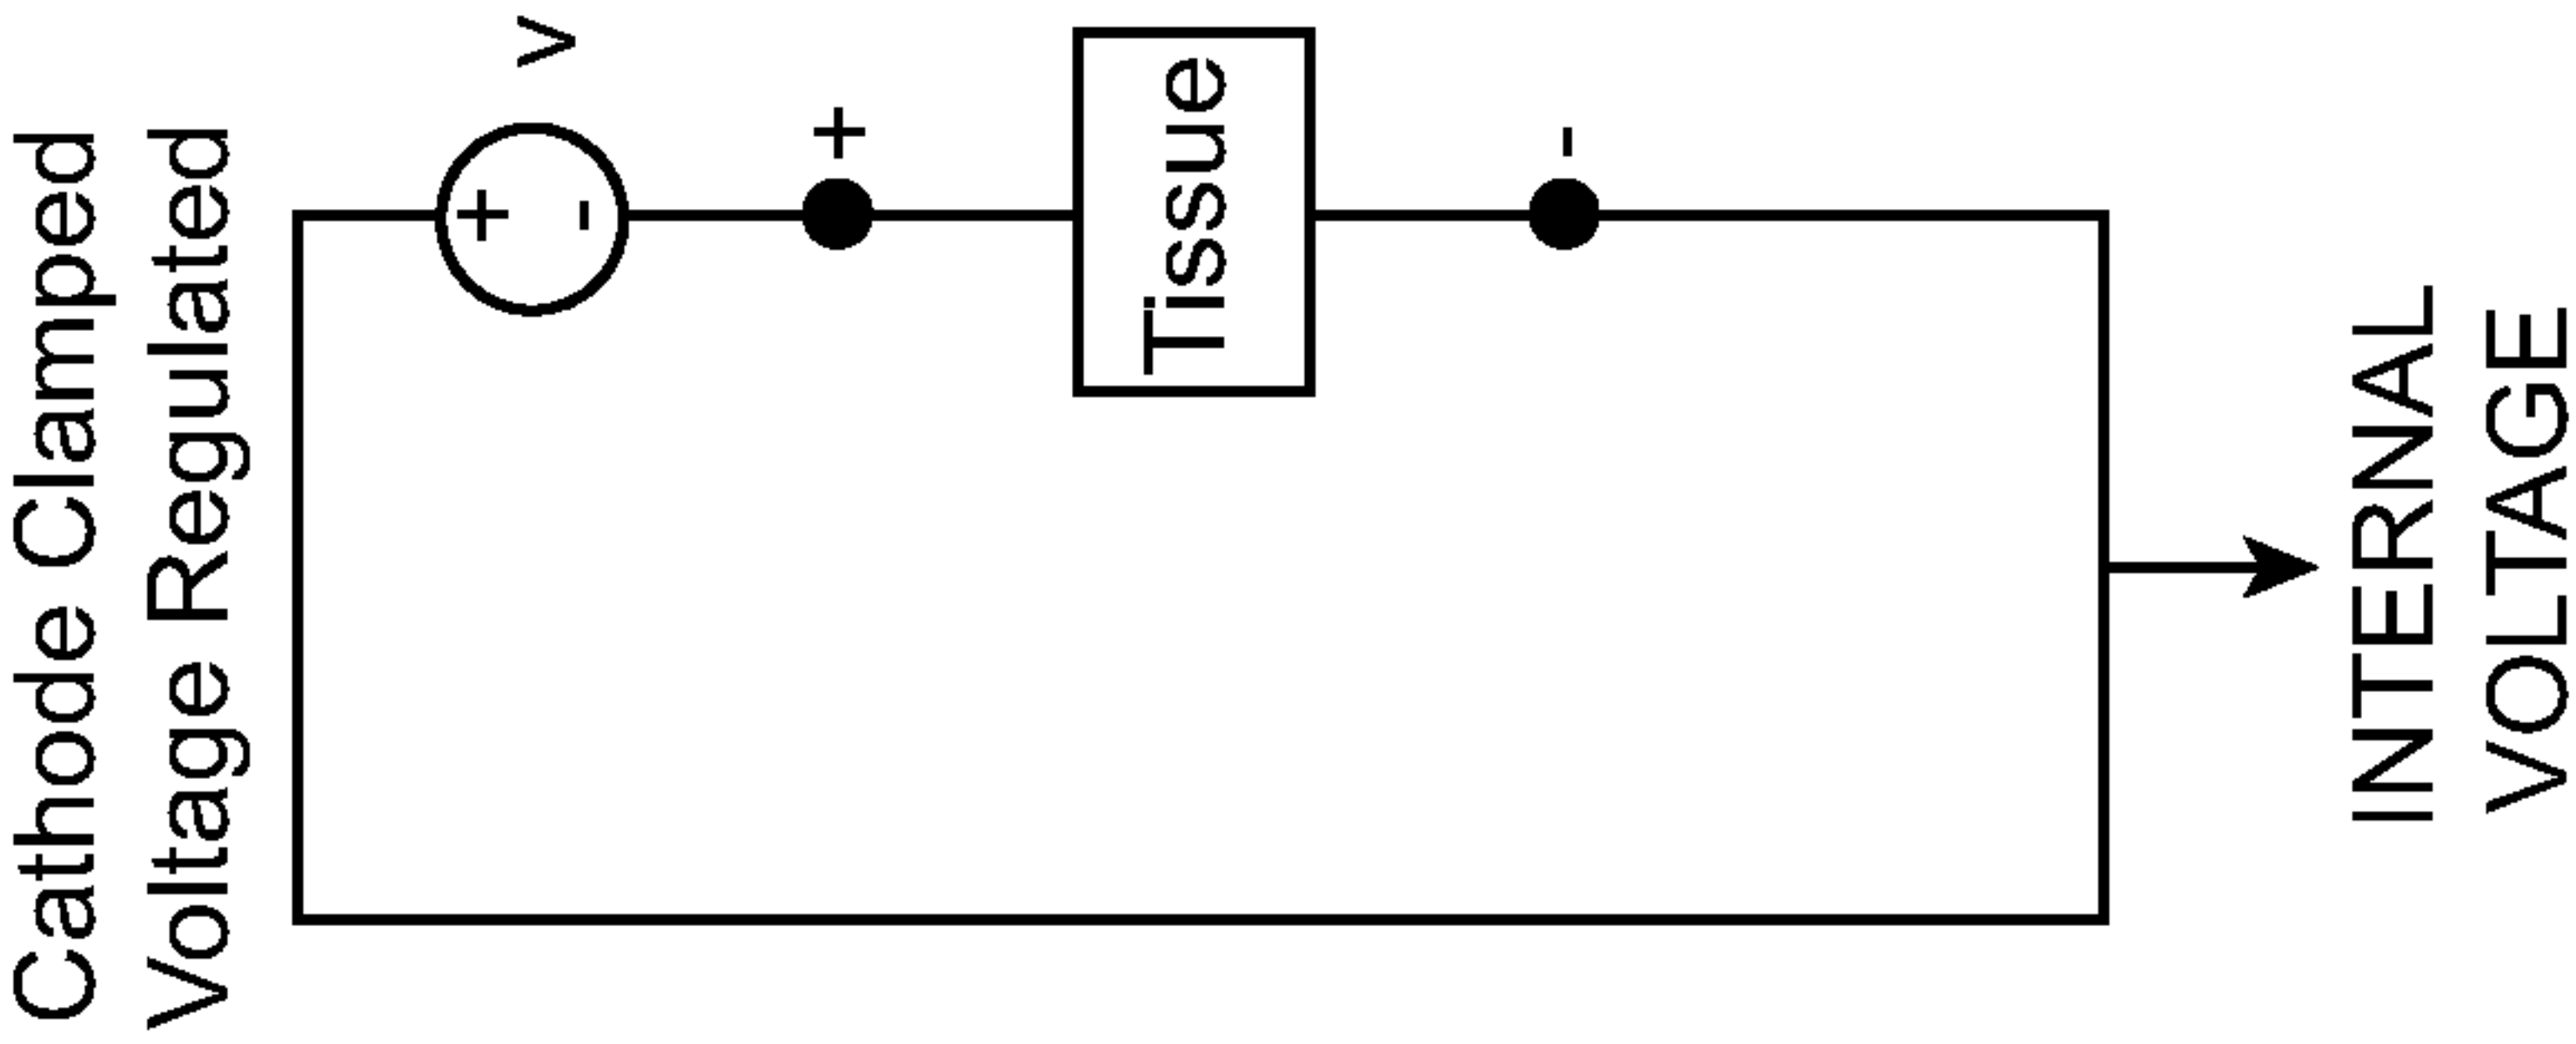 Cathode Clamped
Voltage Regulated
+
-
v
+
Tissue
-
INTERNAL
VOLTAGE